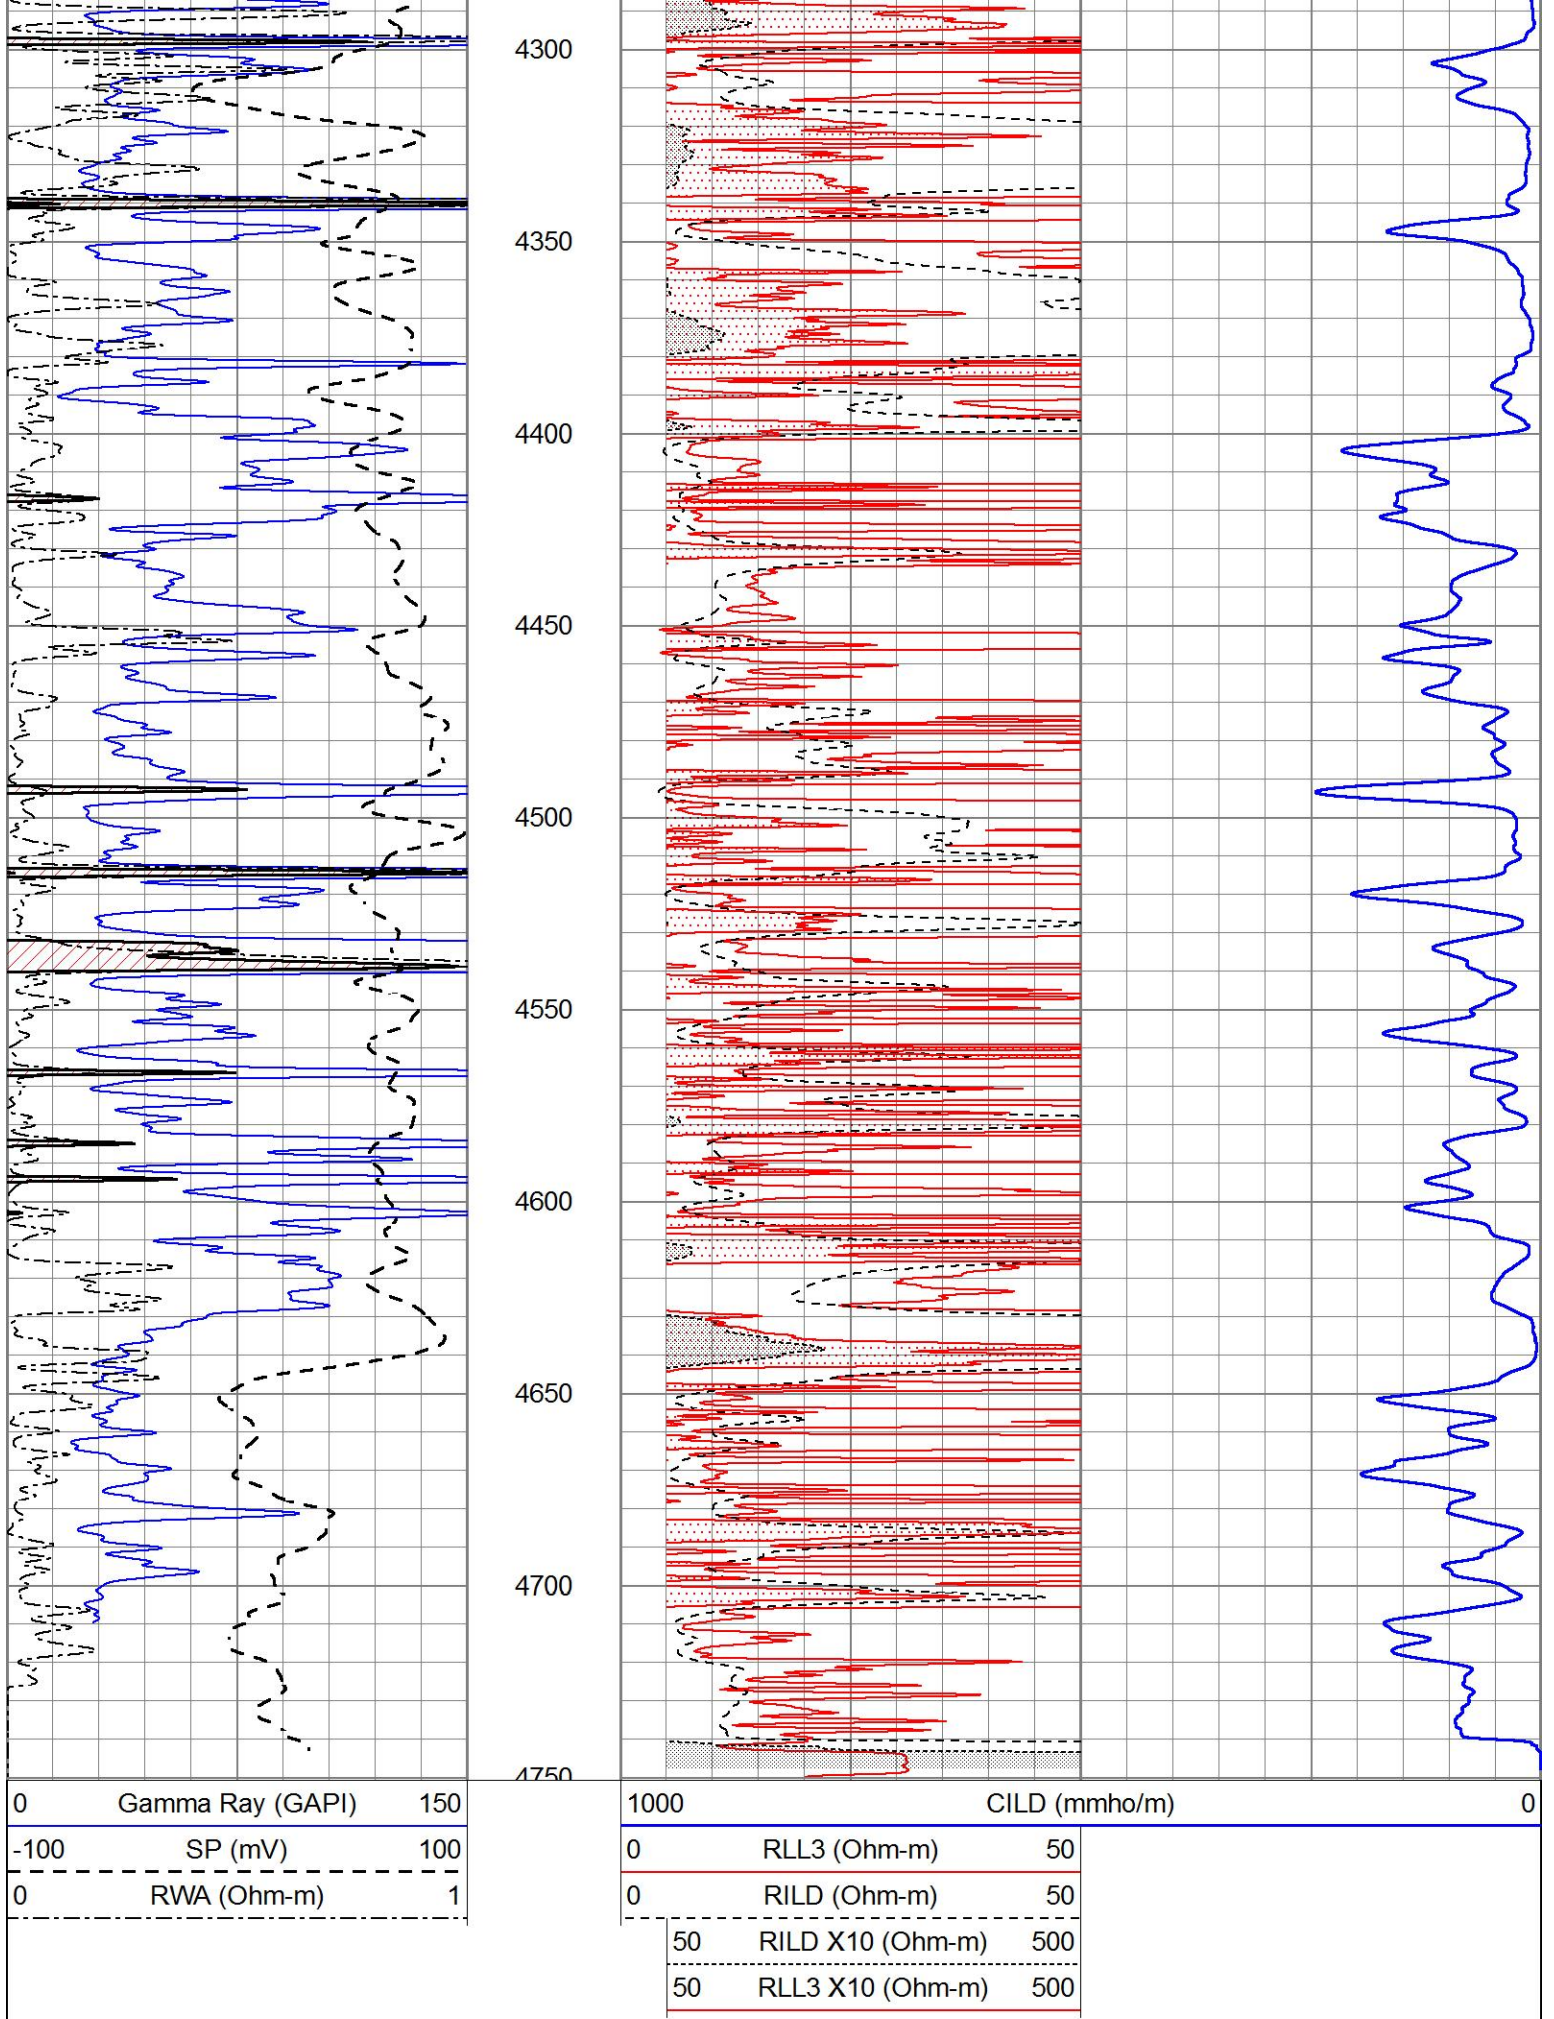 4300
4350
4400
4450
4500
4550
4600
4650
4700
4750
0 Gamma Ray (GAPI) 150
-100 SP (mV) 100
0 RWA (Ohm-m) 1
1000 CILD (mmho/m) 0
0 RLL3 (Ohm-m) 50
0 RILD (Ohm-m) 50
50 RILD X10 (Ohm-m) 500
50 RLL3 X10 (Ohm-m) 500